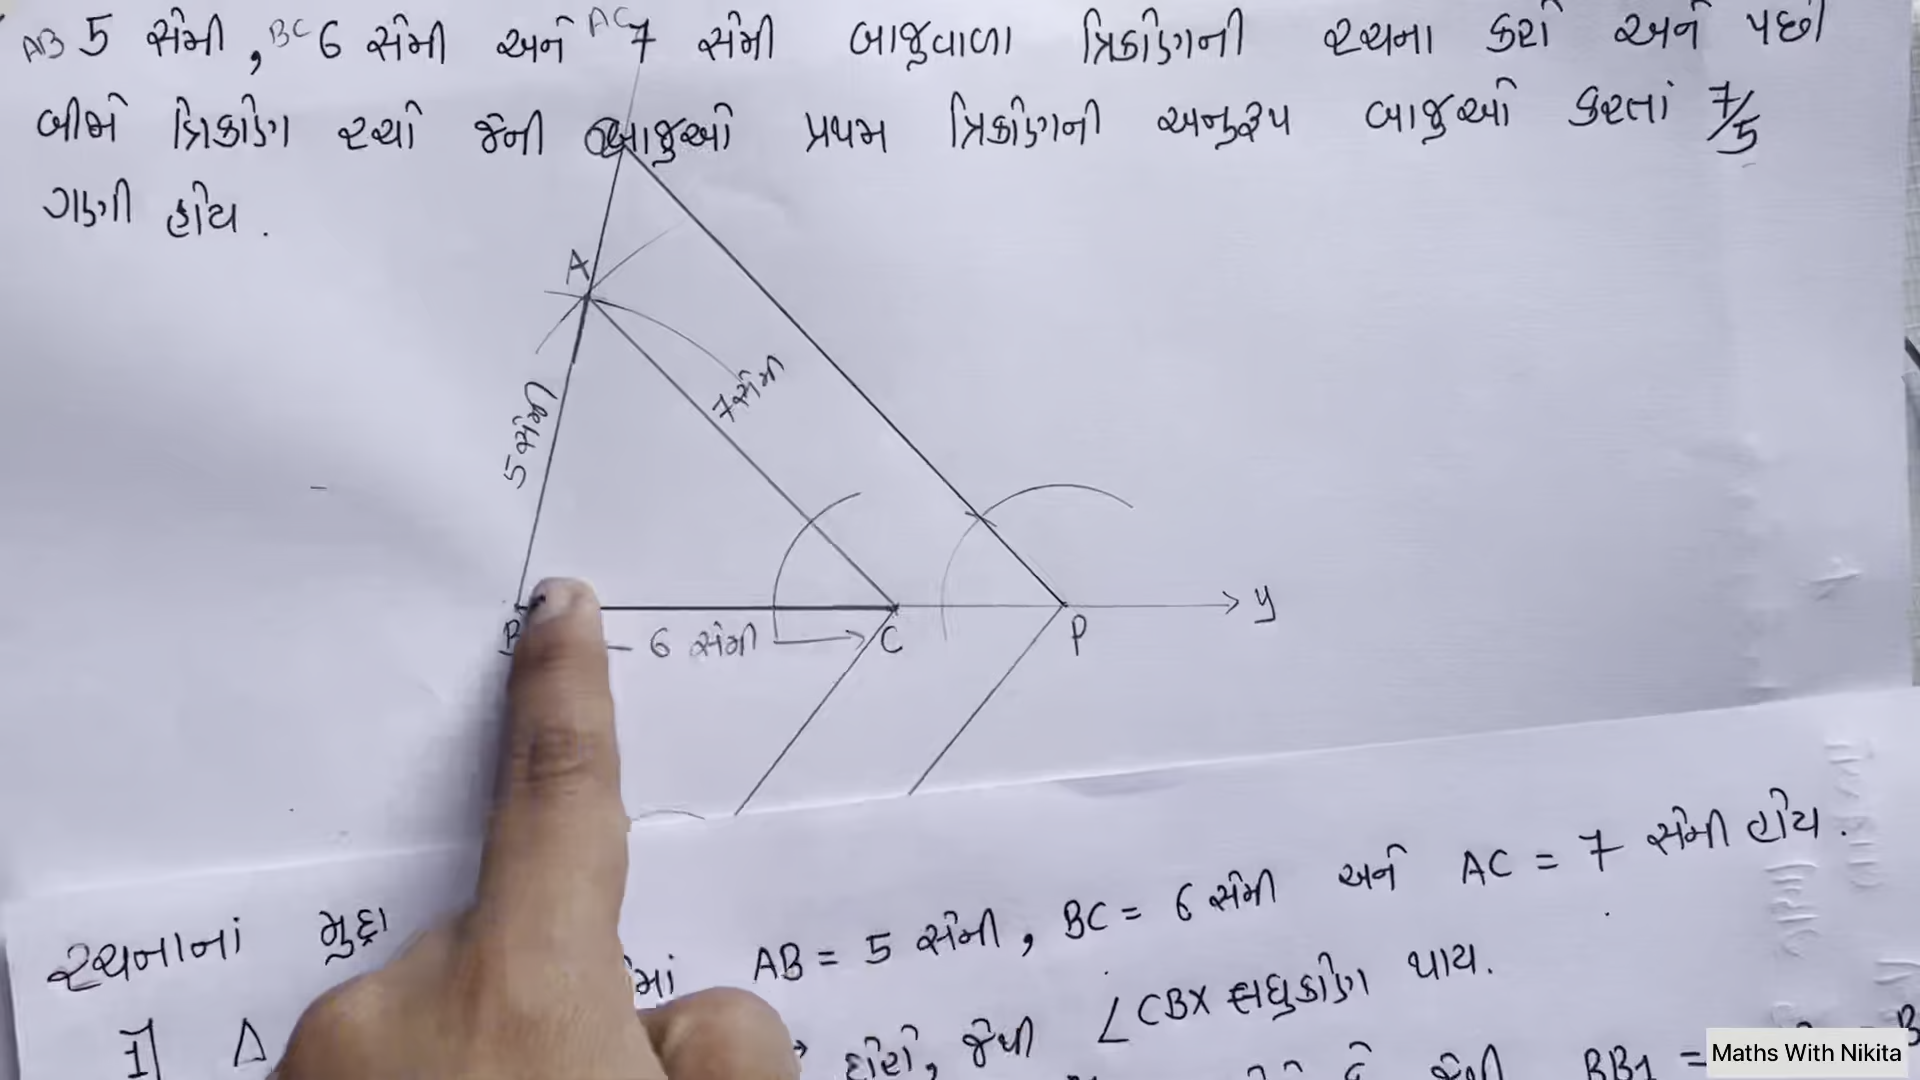 AB 5 સેમી, BC 6 સેમી અને AC 7 સેમી બાજુવાળા ત્રિકોણની રચના કરો અને પછી
બીજો ત્રિકોણ રચો જેની બાજુઓ પ્રથમ ત્રિકોણની અનુરૂપ બાજુઓ કરતાં 7/5
ગણી હોય.
A
5 સેમી
7 સેમી
B
6 સેમી
C
P
y
રચનાનાં મુદ્દા
AB = 5 સેમી, BC = 6 સેમી અને AC = 7 સેમી હોય.
1] Δ
દોરો, જેથી ∠CBX લઘુકોણ થાય.
BB1 =
Maths With Nikita